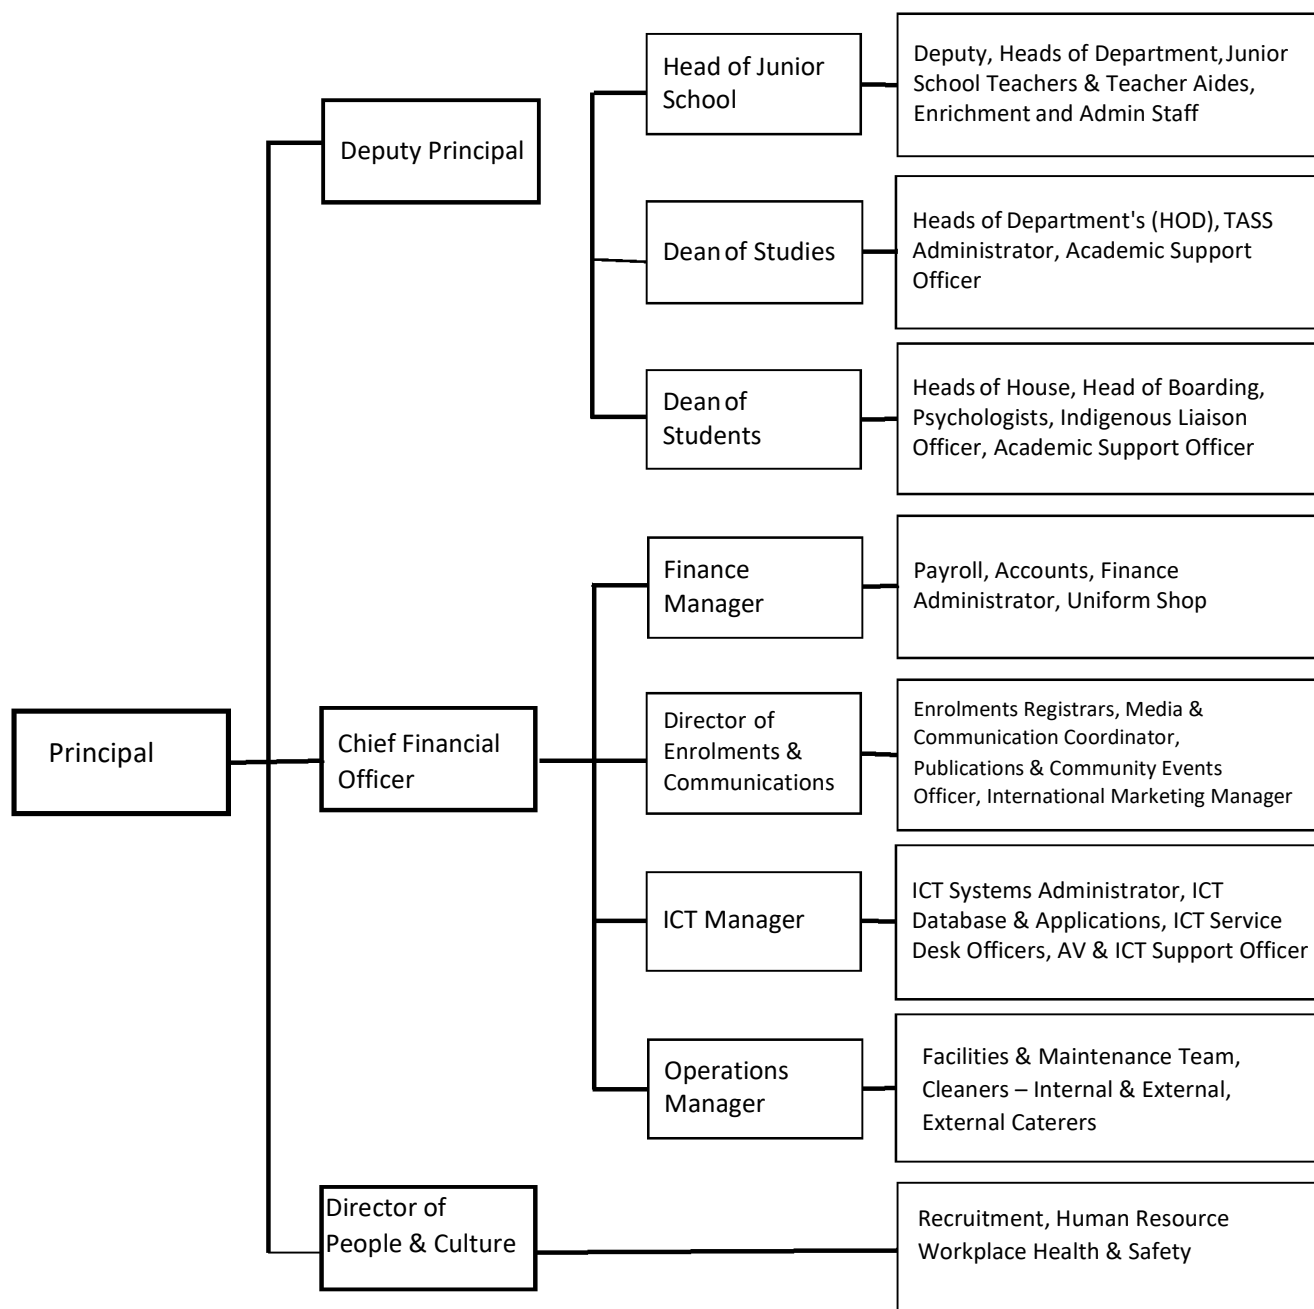 Head of Junior
School
Deputy, Heads of Department, Junior
School Teachers & Teacher Aides,
Enrichment and Admin Staff
Deputy Principal
Dean of Studies
Heads of Department's (HOD), TASS
Administrator, Academic Support
Officer
Dean of
Students
Heads of House, Head of Boarding,
Psychologists, Indigenous Liaison
Officer, Academic Support Officer
Finance
Manager
Payroll, Accounts, Finance
Administrator, Uniform Shop
Principal
Chief Financial
Officer
Director of
Enrolments &
Communications
Enrolments Registrars, Media &
Communication Coordinator,
Publications & Community Events
Officer, International Marketing Manager
ICT Manager
ICT Systems Administrator, ICT
Database & Applications, ICT Service
Desk Officers, AV & ICT Support Officer
Operations
Manager
Facilities & Maintenance Team,
Cleaners – Internal & External,
External Caterers
Director of
People & Culture
Recruitment, Human Resource
Workplace Health & Safety